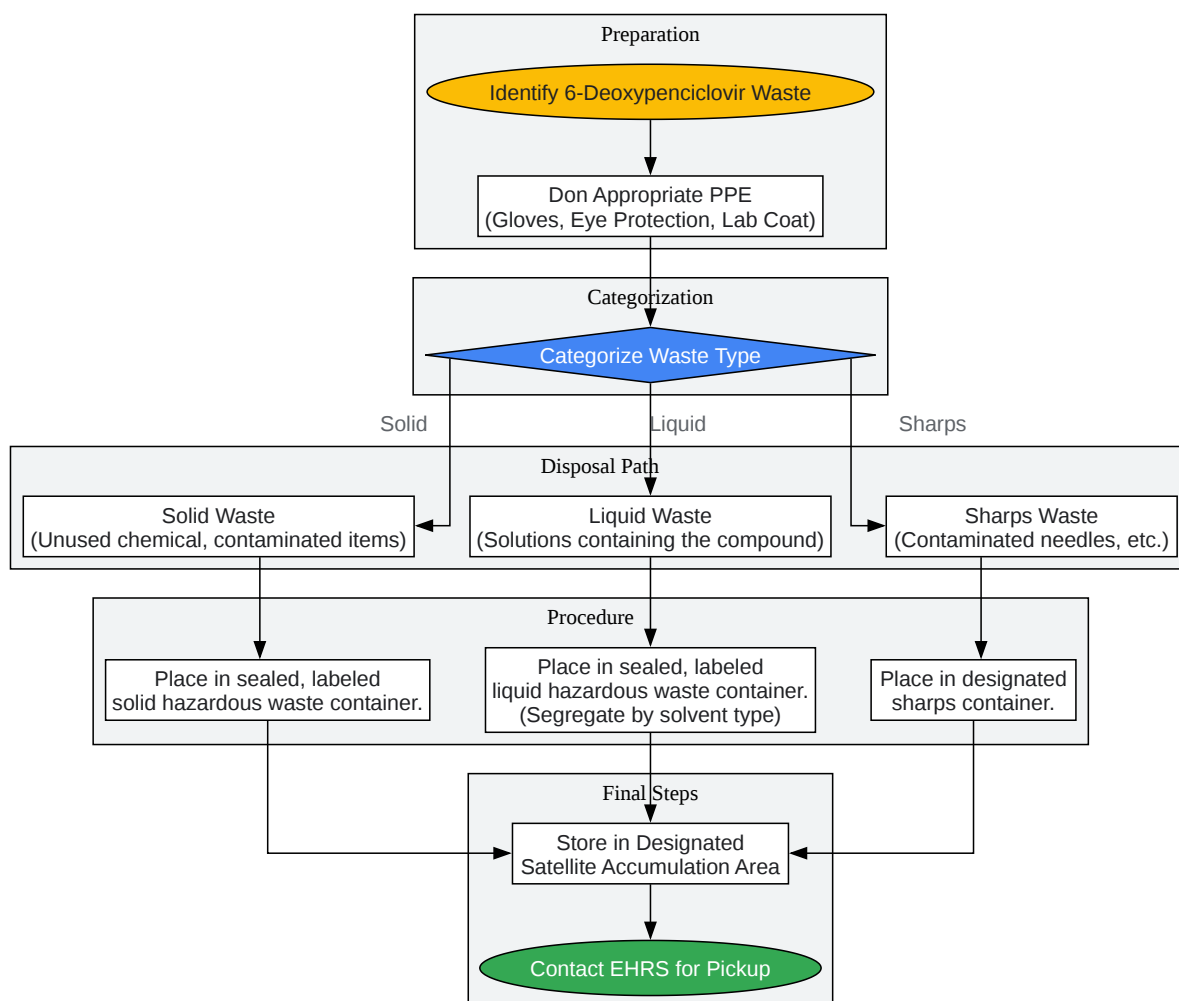 Preparation
Identify 6-Deoxypenciclovir Waste
Don Appropriate PPE
(Gloves, Eye Protection, Lab Coat)
Categorization
Categorize Waste Type
Solid
Liquid
Sharps
Disposal Path
Solid Waste
(Unused chemical, contaminated items)
Liquid Waste
(Solutions containing the compound)
Sharps Waste
(Contaminated needles, etc.)
Procedure
Place in sealed, labeled
solid hazardous waste container.
Place in sealed, labeled
liquid hazardous waste container.
(Segregate by solvent type)
Place in designated
sharps container.
Final Steps
Store in Designated
Satellite Accumulation Area
Contact EHRS for Pickup